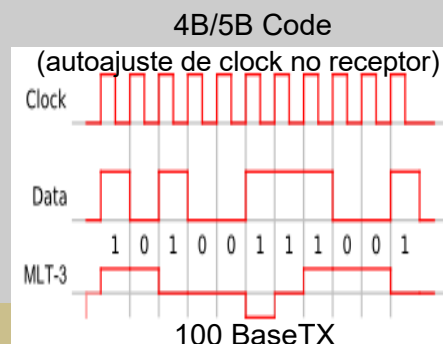 4B/5B Code
(autoajuste de clock no receptor)
Clock
Data
1 0 1 0 0 1 1 1 0 0 1
MLT-3
100 BaseTX